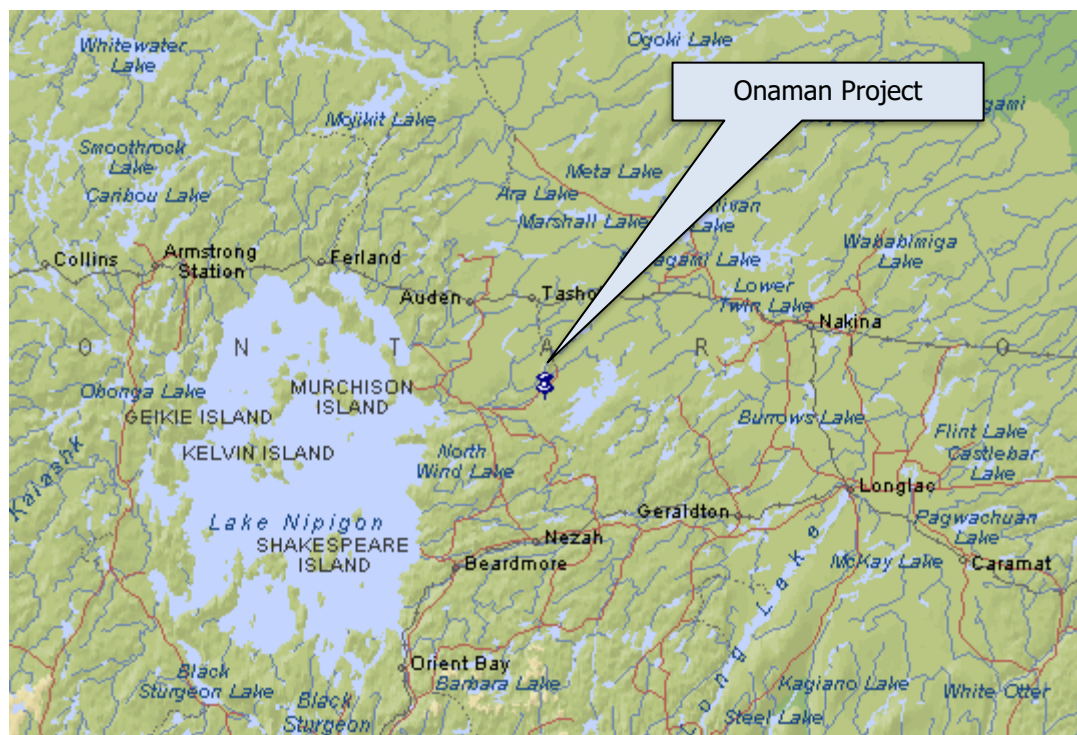 Whitewater
Lake
Ogoki Lake
Onaman Project
Mojikit Lake
Smoothrock
Lake
Caribou Lake
Meta Lake
Ara Lake
Marshall Lake
Lake
Wababimiga
Lake
Collins
Armstrong
Station
Ferland
Lake
Lower
Twin Lake
Auden
Nakina
O N T A R O
Obonga Lake
MURCHISON
ISLAND
GEIKIE ISLAND
KELVIN ISLAND
North
Wind Lake
Burrows Lake
Flint Lake
Castlebar
Lake
Longlac
Lake Nipigon
SHAKESPEARE
ISLAND
Geraldton
Nezah
Beardmore
Pagwachuan
Lake
McKay Lake
Caramat
Long Lake
Orient Bay
Barbara Lake
Black
Sturgeon Lake
Black
Sturgeon
Kagiano Lake
White Otter
Steel Lake